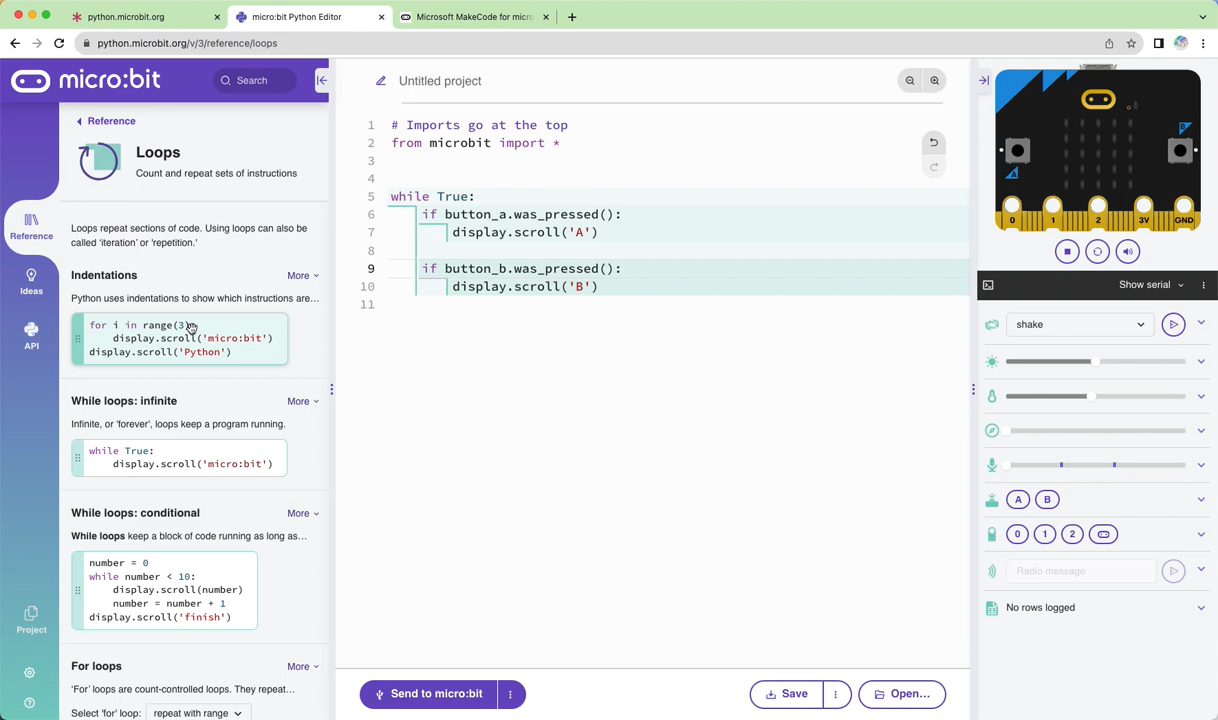 python.microbit.org
micro:bit Python Editor
Microsoft MakeCode for micro
python.microbit.org/v/3/reference/loops
micro:bit
Search
Reference
Ideas
API
Project
Reference
Loops
Count and repeat sets of instructions
Loops repeat sections of code. Using loops can also be
called ‘iteration’ or ‘repetition.’
Indentations
More
Python uses indentations to show which instructions are...
for i in range(3)
display.scroll('micro:bit')
display.scroll('Python')
While loops: infinite
More
Infinite, or ‘forever’, loops keep a program running.
while True:
display.scroll('micro:bit')
While loops: conditional
More
While loops keep a block of code running as long as...
number = 0
while number < 10:
display.scroll(number)
number = number + 1
display.scroll('finish')
For loops
More
‘For’ loops are count-controlled loops. They repeat...
Select ‘for’ loop: repeat with range
Untitled project
1 # Imports go at the top
2 from microbit import *
3
4
5 while True:
6 if button_a.was_pressed():
7 display.scroll('A')
8
9 if button_b.was_pressed():
10 display.scroll('B')
11
Send to micro:bit
Save
Open...
A
B
0 1 2 3V GND
Show serial
shake
A B
0 1 2
Radio message
No rows logged